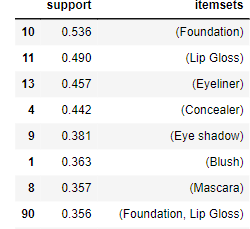 support itemsets
10 0.536 (Foundation)
11 0.490 (Lip Gloss)
13 0.457 (Eyeliner)
4 0.442 (Concealer)
9 0.381 (Eye shadow)
1 0.363 (Blush)
8 0.357 (Mascara)
90 0.356 (Foundation, Lip Gloss)